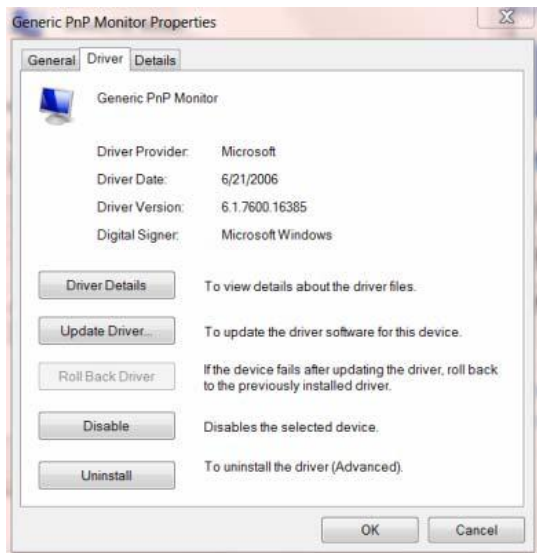 Generic PnP Monitor Properties
X
General Driver Details
Generic PnP Monitor
Driver Provider: Microsoft
Driver Date: 6/21/2006
Driver Version: 6.1.7600.16385
Digital Signer: Microsoft Windows
Driver Details To view details about the driver files.
Update Driver... To update the driver software for this device.
Roll Back Driver If the device fails after updating the driver, roll back
to the previously installed driver.
Disable Disables the selected device.
Uninstall To uninstall the driver (Advanced).
OK Cancel